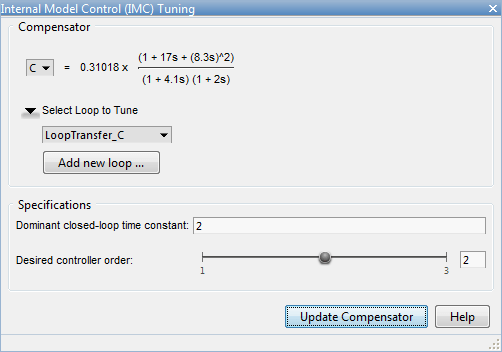 Internal Model Control (IMC) Tuning
Compensator
C = 0.31018 x (1 + 17s + (8.3s)^2)
(1 + 4.1s) (1 + 2s)
Select Loop to Tune
LoopTransfer_C
Add new loop ...
Specifications
Dominant closed-loop time constant: 2
Desired controller order: 2
1 3
Update Compensator Help